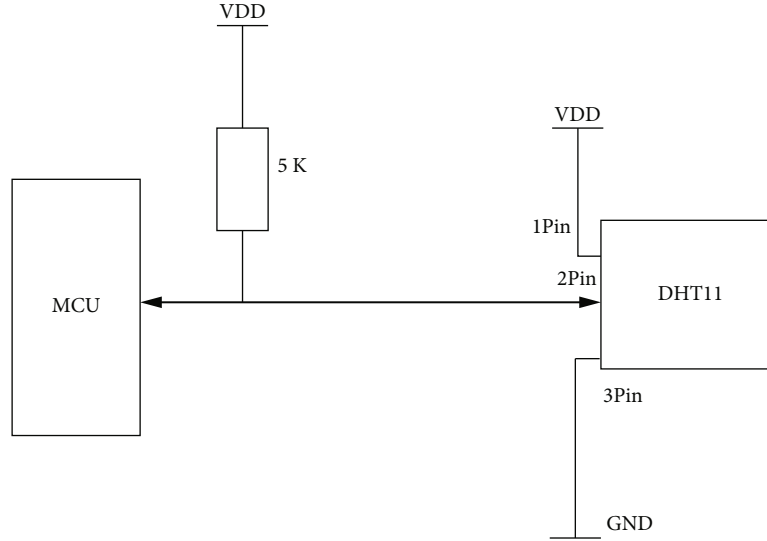 VDD
VDD
5 K
1Pin
2Pin
MCU
DHT11
3Pin
GND